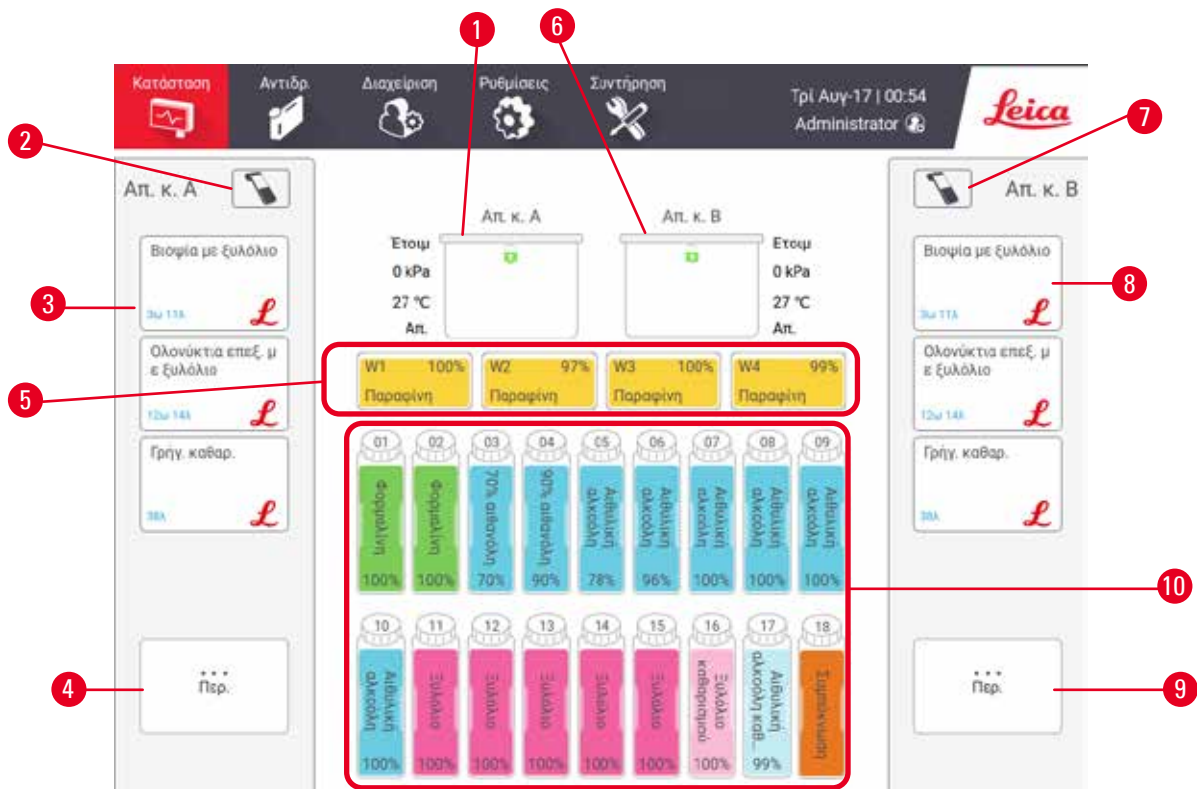 1
6
Κατάσταση
Αντιδρ.
Διαχείριση
Ρυθμίσεις
Συντήρηση
Τρί Αυγ-17 | 00:54
Administrator
Leica
2
7
Απ. κ. A
Απ. κ. B
Απ. κ. A
Απ. κ. B
Έτοιμ
0 kPa
27 °C
Απ.
Έτοιμ
0 kPa
27 °C
Απ.
3
Βιοψία με ξυλόλιο
3ω 11λ
Ολονύκτια επεξ. μ
ε ξυλόλιο
12ω 14λ
Γρήγ. καθαρ.
38λ
8
Βιοψία με ξυλόλιο
3ω 11λ
Ολονύκτια επεξ. μ
ε ξυλόλιο
12ω 14λ
Γρήγ. καθαρ.
38λ
5
W1 100%
Παραφίνη
W2 97%
Παραφίνη
W3 100%
Παραφίνη
W4 99%
Παραφίνη
01
Φορμαλίνη
100%
02
Φορμαλίνη
100%
03
70% αιθανόλη
70%
04
90% αιθανόλη
90%
05
Αιθυλική
αλκοόλη
78%
06
Αιθυλική
αλκοόλη
96%
07
Αιθυλική
αλκοόλη
100%
08
Αιθυλική
αλκοόλη
100%
09
Αιθυλική
αλκοόλη
100%
10
10
Αιθυλική
αλκοόλη
100%
11
Ξυλόλιο
100%
12
Ξυλόλιο
100%
13
Ξυλόλιο
100%
14
Ξυλόλιο
100%
15
Ξυλόλιο
100%
16
Ξυλόλιο
καθαρισμού
100%
17
Αιθυλική
αλκοόλη καθ...
99%
18
Συμπύκνωση
4
...
Περ.
...
Περ.
9